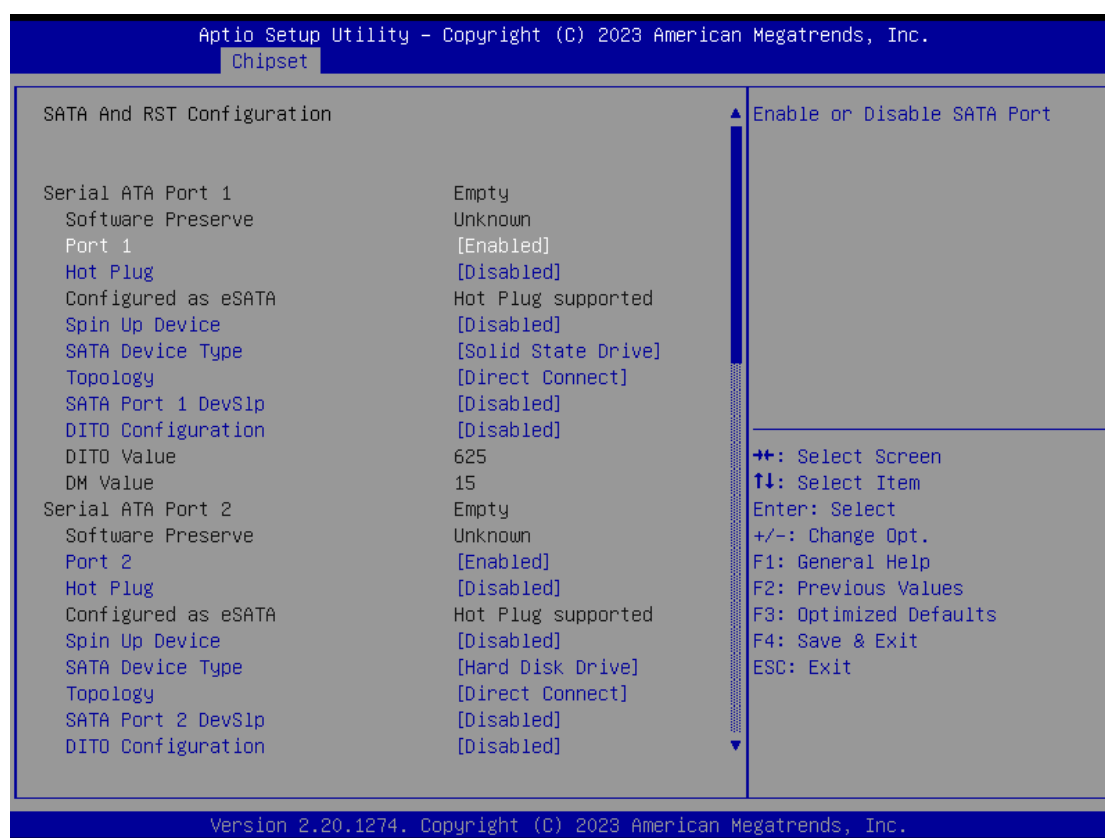 Aptio Setup Utility – Copyright (C) 2023 American Megatrends, Inc.
Chipset
SATA And RST Configuration
Serial ATA Port 1 Empty
Software Preserve Unknown
Port 1 [Enabled]
Hot Plug [Disabled]
Configured as eSATA Hot Plug supported
Spin Up Device [Disabled]
SATA Device Type [Solid State Drive]
Topology [Direct Connect]
SATA Port 1 DevSlp [Disabled]
DITO Configuration [Disabled]
DITO Value 625
DM Value 15
Serial ATA Port 2 Empty
Software Preserve Unknown
Port 2 [Enabled]
Hot Plug [Disabled]
Configured as eSATA Hot Plug supported
Spin Up Device [Disabled]
SATA Device Type [Hard Disk Drive]
Topology [Direct Connect]
SATA Port 2 DevSlp [Disabled]
DITO Configuration [Disabled]
Enable or Disable SATA Port
→←: Select Screen
↑↓: Select Item
Enter: Select
+/-: Change Opt.
F1: General Help
F2: Previous Values
F3: Optimized Defaults
F4: Save & Exit
ESC: Exit
Version 2.20.1274. Copyright (C) 2023 American Megatrends, Inc.